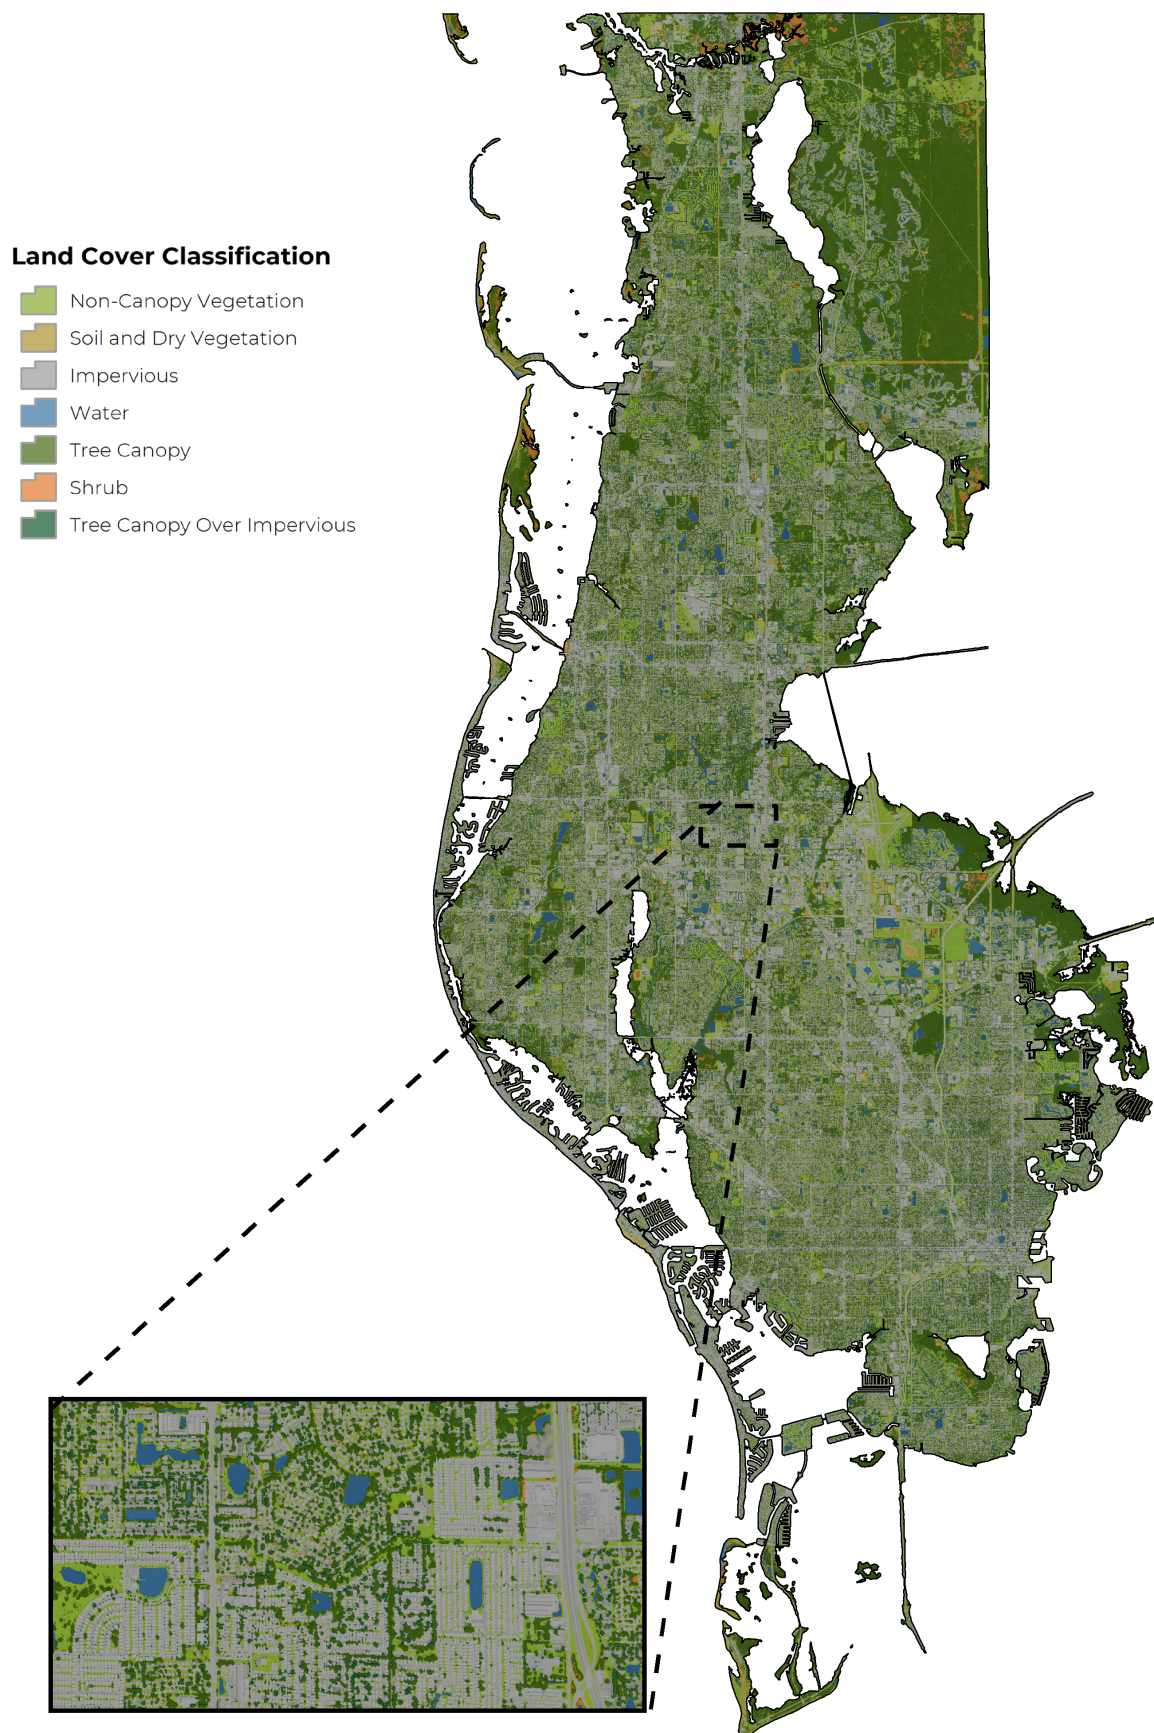 Land Cover Classification
Non-Canopy Vegetation
Soil and Dry Vegetation
Impervious
Water
Tree Canopy
Shrub
Tree Canopy Over Impervious